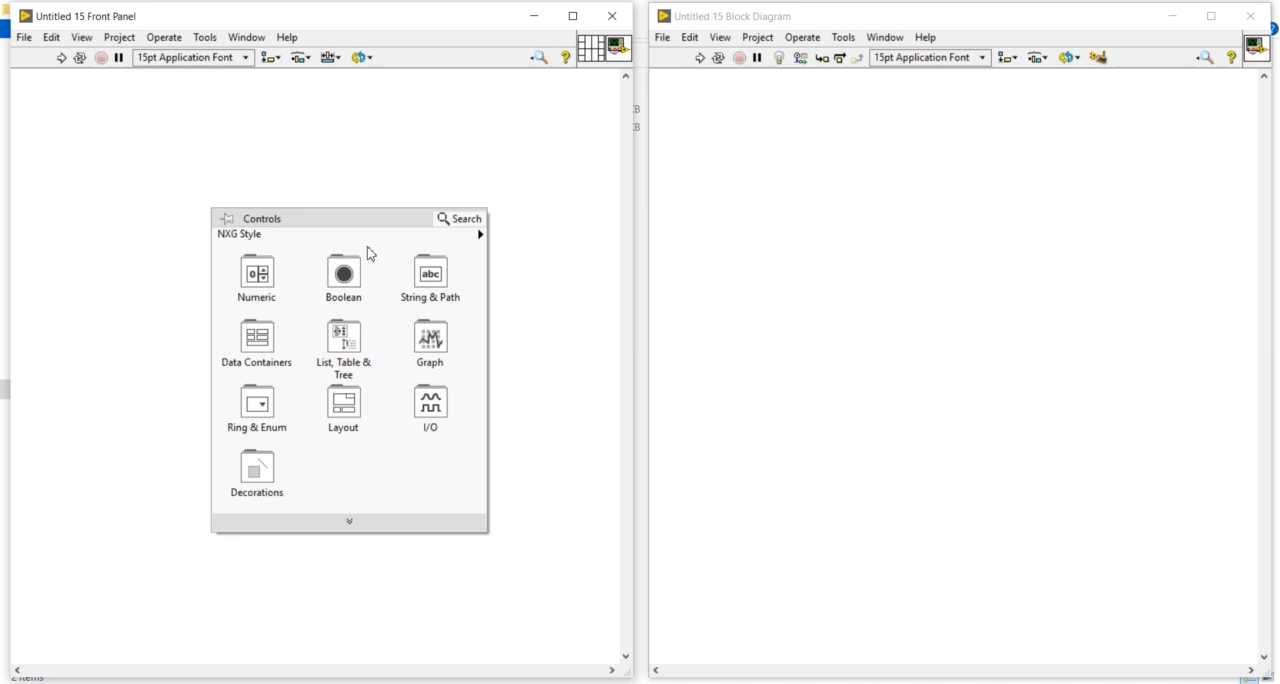 Untitled 15 Front Panel
File Edit View Project Operate Tools Window Help
15pt Application Font
?
Controls Search
NXG Style
Numeric Boolean String & Path
Data Containers List, Table & Tree Graph
Ring & Enum Layout I/O
Decorations
0
abc
Untitled 15 Block Diagram
File Edit View Project Operate Tools Window Help
15pt Application Font
?